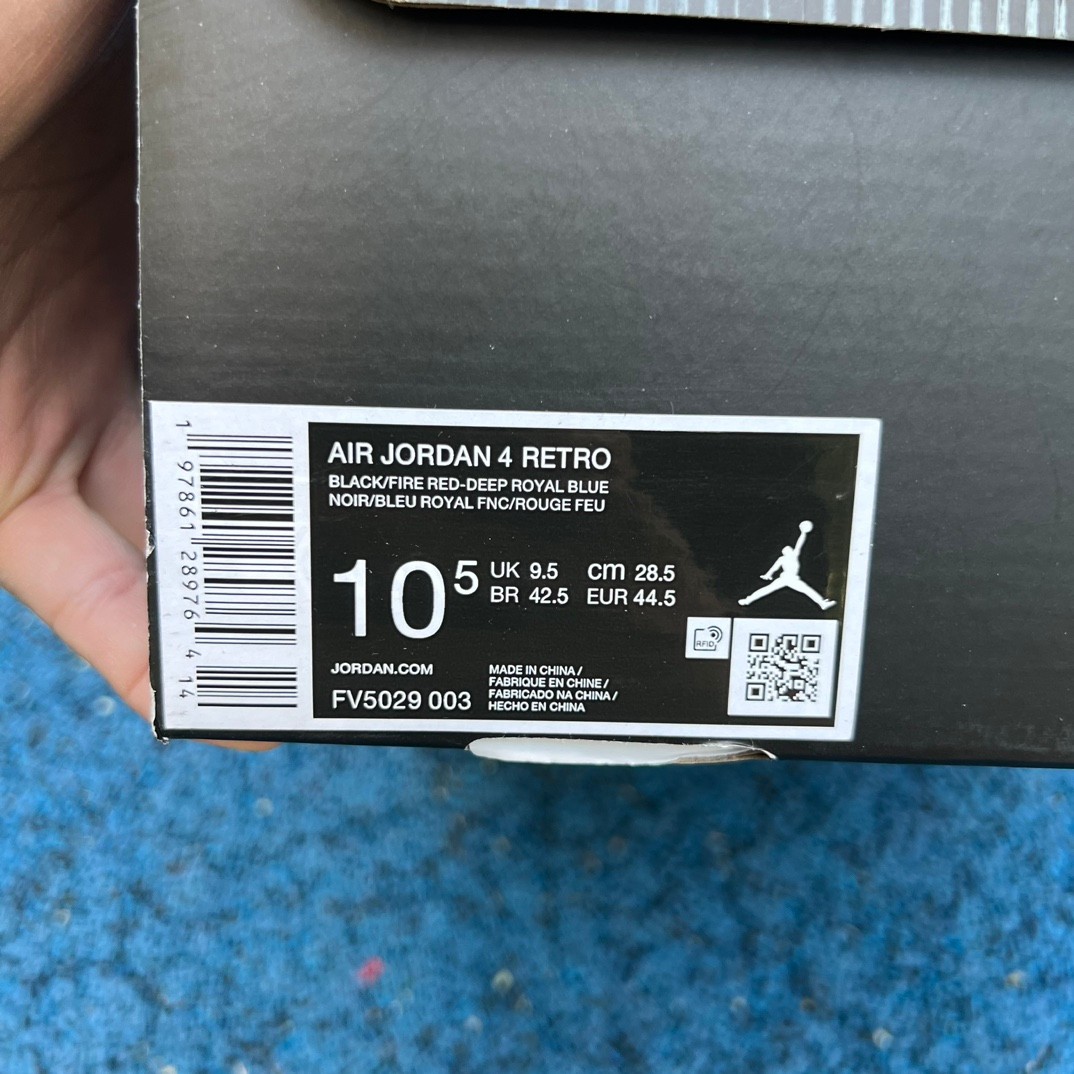 AIR JORDAN 4 RETRO
BLACK/FIRE RED-DEEP ROYAL BLUE
NOIR/BLEU ROYAL FNC/ROUGE FEU
10 5
UK 9.5 cm 28.5
BR 42.5 EUR 44.5
RFID
JORDAN.COM
FV5029 003
MADE IN CHINA /
FABRIQUE EN CHINE /
FABRICADO NA CHINA /
HECHO EN CHINA
1 97861 28976 4 14